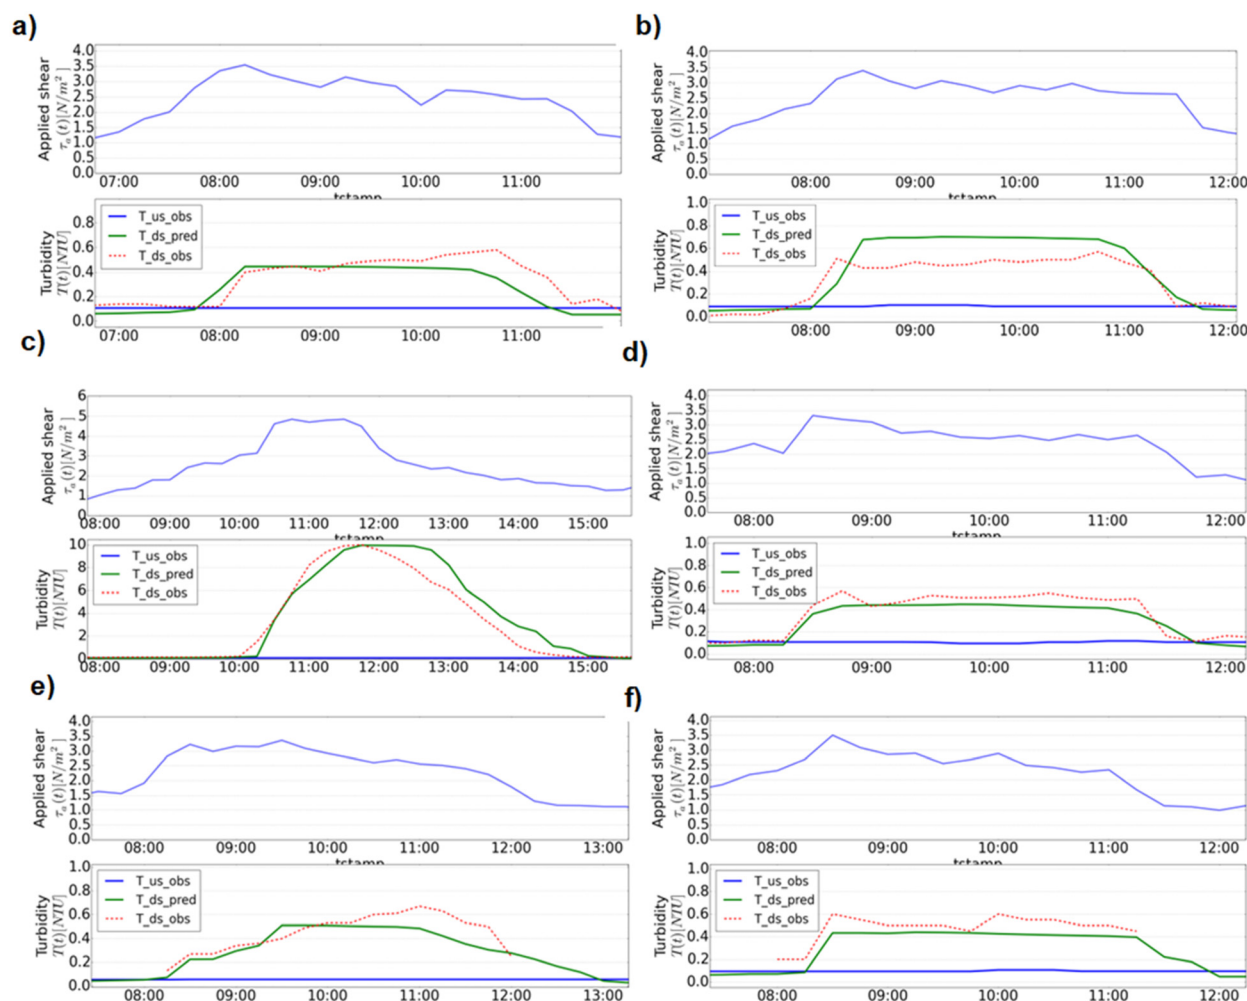 a)
Applied shear
τₐ(t)[N/m²]
4.0
3.5
3.0
2.5
2.0
1.5
1.0
0.5
0.0
07:00 08:00 09:00 10:00 11:00
tstamp
Turbidity
T(t)[NTU]
0.8
0.6
0.4
0.2
0.0
T_us_obs
T_ds_pred
T_ds_obs
07:00 08:00 09:00 10:00 11:00
b)
Applied shear
τₐ(t)[N/m²]
4.0
3.5
3.0
2.5
2.0
1.5
1.0
0.5
0.0
08:00 09:00 10:00 11:00 12:00
tstamp
Turbidity
T(t)[NTU]
1.0
0.8
0.6
0.4
0.2
0.0
T_us_obs
T_ds_pred
T_ds_obs
08:00 09:00 10:00 11:00 12:00
c)
Applied shear
τₐ(t)[N/m²]
6
5
4
3
2
1
0
08:00 09:00 10:00 11:00 12:00 13:00 14:00 15:00
tstamp
Turbidity
T(t)[NTU]
10
8
6
4
2
0
T_us_obs
T_ds_pred
T_ds_obs
08:00 09:00 10:00 11:00 12:00 13:00 14:00 15:00
d)
Applied shear
τₐ(t)[N/m²]
4.0
3.5
3.0
2.5
2.0
1.5
1.0
0.5
0.0
08:00 09:00 10:00 11:00 12:00
tstamp
Turbidity
T(t)[NTU]
1.0
0.8
0.6
0.4
0.2
0.0
T_us_obs
T_ds_pred
T_ds_obs
08:00 09:00 10:00 11:00 12:00
e)
Applied shear
τₐ(t)[N/m²]
4.0
3.5
3.0
2.5
2.0
1.5
1.0
0.5
0.0
08:00 09:00 10:00 11:00 12:00 13:00
tstamp
Turbidity
T(t)[NTU]
1.0
0.8
0.6
0.4
0.2
0.0
T_us_obs
T_ds_pred
T_ds_obs
08:00 09:00 10:00 11:00 12:00 13:00
f)
Applied shear
τₐ(t)[N/m²]
4.0
3.5
3.0
2.5
2.0
1.5
1.0
0.5
0.0
08:00 09:00 10:00 11:00 12:00
tstamp
Turbidity
T(t)[NTU]
1.0
0.8
0.6
0.4
0.2
0.0
T_us_obs
T_ds_pred
T_ds_obs
08:00 09:00 10:00 11:00 12:00